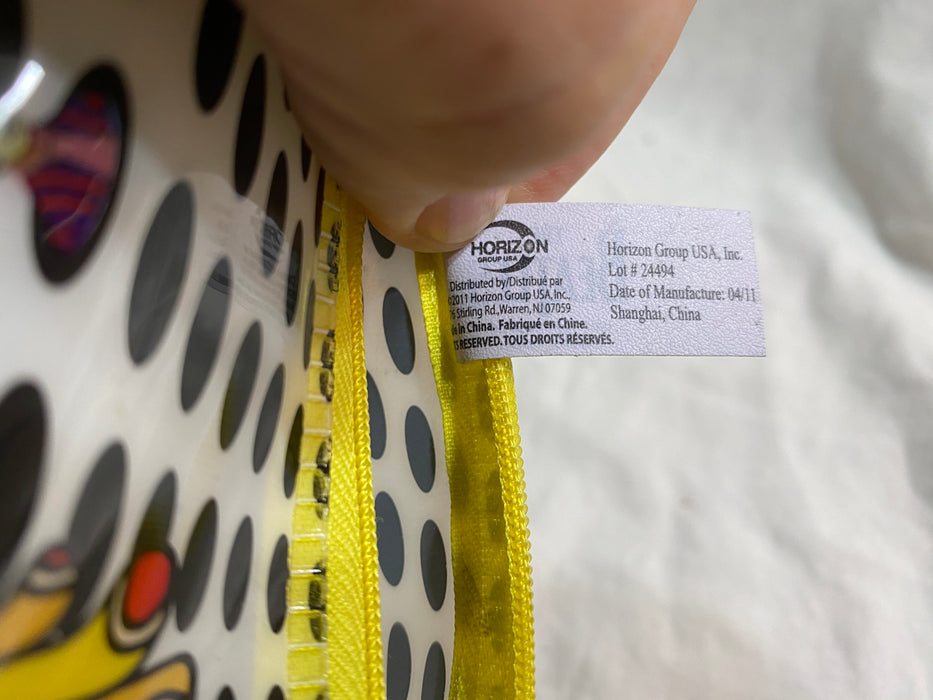 HORIZON
GROUP USA
Distributed by/Distribué par
©2011 Horizon Group USA, Inc.,
Stirling Rd., Warren, NJ 07059
in China. Fabriqué en Chine.
RESERVED. TOUS DROITS RÉSERVÉS.
Horizon Group USA, Inc.
Lot # 24494
Date of Manufacture: 04/11
Shanghai, China